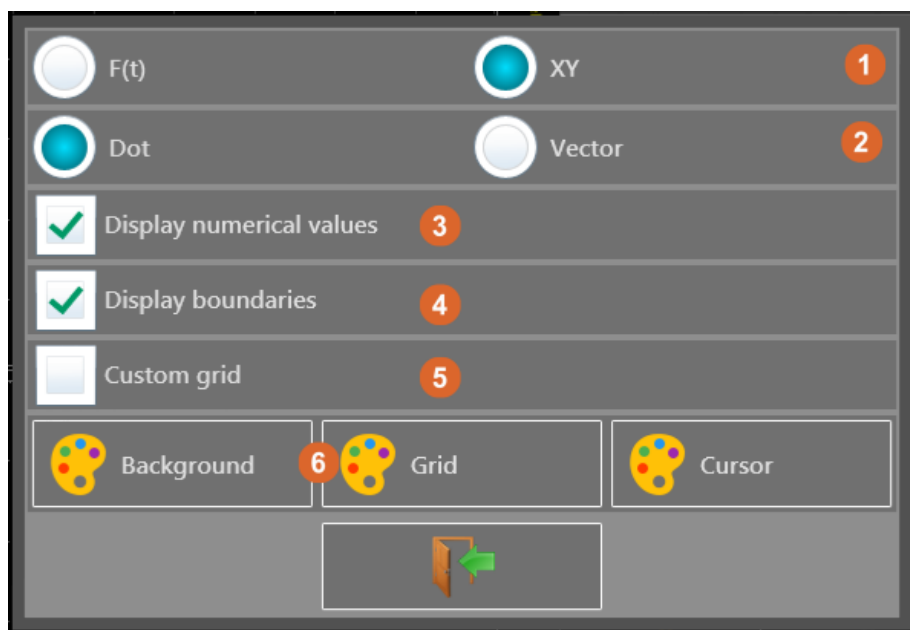 F(t) XY 1
Dot Vector 2
Display numerical values 3
Display boundaries 4
Custom grid 5
Background 6 Grid Cursor